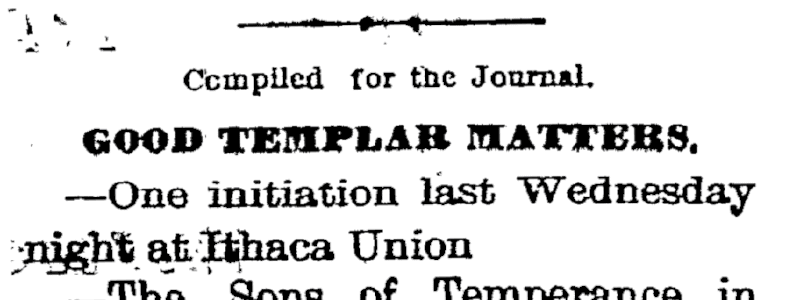 Compiled for the Journal.
GOOD TEMPLAR MATTERS.
—One initiation last Wednesday
night at Ithaca Union
—The Sons of Temperance in